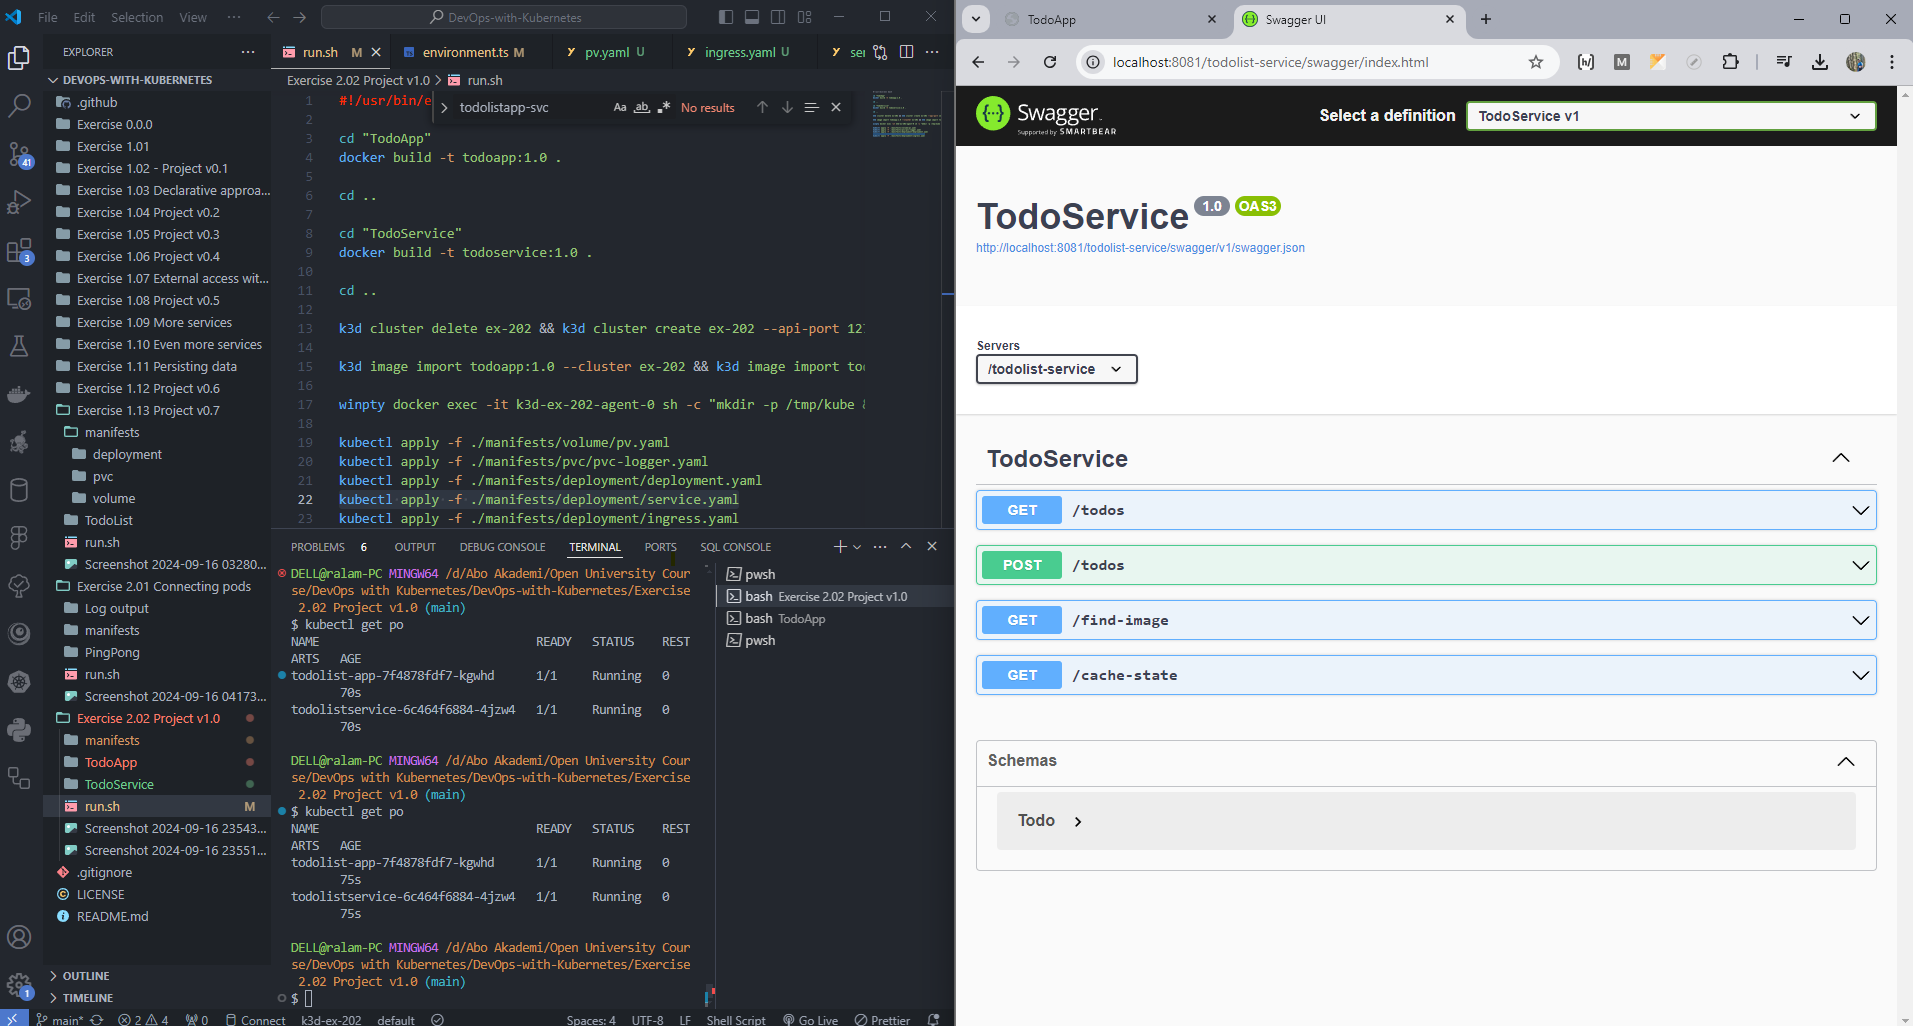 File Edit Selection View ··· DevOps-with-Kubernetes
EXPLORER ···
DEVOPS-WITH-KUBERNETES
.github
Exercise 0.0.0
Exercise 1.01
Exercise 1.02 - Project v0.1
Exercise 1.03 Declarative approa...
Exercise 1.04 Project v0.2
Exercise 1.05 Project v0.3
Exercise 1.06 Project v0.4
Exercise 1.07 External access wit...
Exercise 1.08 Project v0.5
Exercise 1.09 More services
Exercise 1.10 Even more services
Exercise 1.11 Persisting data
Exercise 1.12 Project v0.6
Exercise 1.13 Project v0.7
manifests
deployment
pvc
volume
TodoList
run.sh
Screenshot 2024-09-16 03280...
Exercise 2.01 Connecting pods
Log output
manifests
PingPong
run.sh
Screenshot 2024-09-16 04173...
Exercise 2.02 Project v1.0
manifests
TodoApp
TodoService
run.sh M
Screenshot 2024-09-16 23543...
Screenshot 2024-09-16 23551...
.gitignore
LICENSE
README.md
OUTLINE
TIMELINE
41
3
1
run.sh M environment.ts M pv.yaml U ingress.yaml U ser ···
Exercise 2.02 Project v1.0 > run.sh
todolistapp-svc Aa ab .* No results
1 #!/usr/bin/e
2
3 cd "TodoApp"
4 docker build -t todoapp:1.0 .
5
6 cd ..
7
8 cd "TodoService"
9 docker build -t todoservice:1.0 .
10
11 cd ..
12
13 k3d cluster delete ex-202 && k3d cluster create ex-202 --api-port 127
14
15 k3d image import todoapp:1.0 --cluster ex-202 && k3d image import tod
16
17 winpty docker exec -it k3d-ex-202-agent-0 sh -c "mkdir -p /tmp/kube &
18
19 kubectl apply -f ./manifests/volume/pv.yaml
20 kubectl apply -f ./manifests/pvc/pvc-logger.yaml
21 kubectl apply -f ./manifests/deployment/deployment.yaml
22 kubectl apply -f ./manifests/deployment/service.yaml
23 kubectl apply -f ./manifests/deployment/ingress.yaml
PROBLEMS 6 OUTPUT DEBUG CONSOLE TERMINAL PORTS SQL CONSOLE
DELL@ralam-PC MINGW64 /d/Abo Akademi/Open University Cour
se/DevOps with Kubernetes/DevOps-with-Kubernetes/Exercise
2.02 Project v1.0 (main)
$ kubectl get po
NAME READY STATUS REST
ARTS AGE
todolist-app-7f4878fdf7-kgwhd 1/1 Running 0
70s
todolistservice-6c464f6884-4jzw4 1/1 Running 0
70s
DELL@ralam-PC MINGW64 /d/Abo Akademi/Open University Cour
se/DevOps with Kubernetes/DevOps-with-Kubernetes/Exercise
2.02 Project v1.0 (main)
$ kubectl get po
NAME READY STATUS REST
ARTS AGE
todolist-app-7f4878fdf7-kgwhd 1/1 Running 0
75s
todolistservice-6c464f6884-4jzw4 1/1 Running 0
75s
DELL@ralam-PC MINGW64 /d/Abo Akademi/Open University Cour
se/DevOps with Kubernetes/DevOps-with-Kubernetes/Exercise
2.02 Project v1.0 (main)
$
pwsh
bash Exercise 2.02 Project v1.0
bash TodoApp
pwsh
main* 2 4 0 Connect k3d-ex-202 default Spaces: 4 UTF-8 LF Shell Script Go Live Prettier
TodoApp Swagger UI
localhost:8081/todolist-service/swagger/index.html
Swagger
Supported by SMARTBEAR
Select a definition TodoService v1
TodoService 1.0 OAS3
http://localhost:8081/todolist-service/swagger/v1/swagger.json
Servers
/todolist-service
TodoService
GET /todos
POST /todos
GET /find-image
GET /cache-state
Schemas
Todo